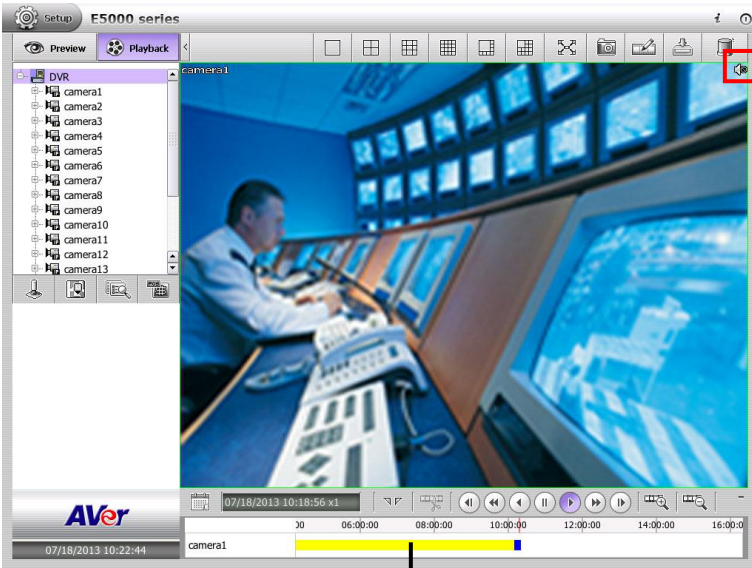 Setup E5000 series i
Preview Playback <
DVR
camera1
camera2
camera3
camera4
camera5
camera6
camera7
camera8
camera9
camera10
camera11
camera12
camera13
camera1
07/18/2013 10:18:56 x1
AVer
07/18/2013 10:22:44
00 06:00:00 08:00:00 10:00:00 12:00:00 14:00:00 16:00:0
camera1